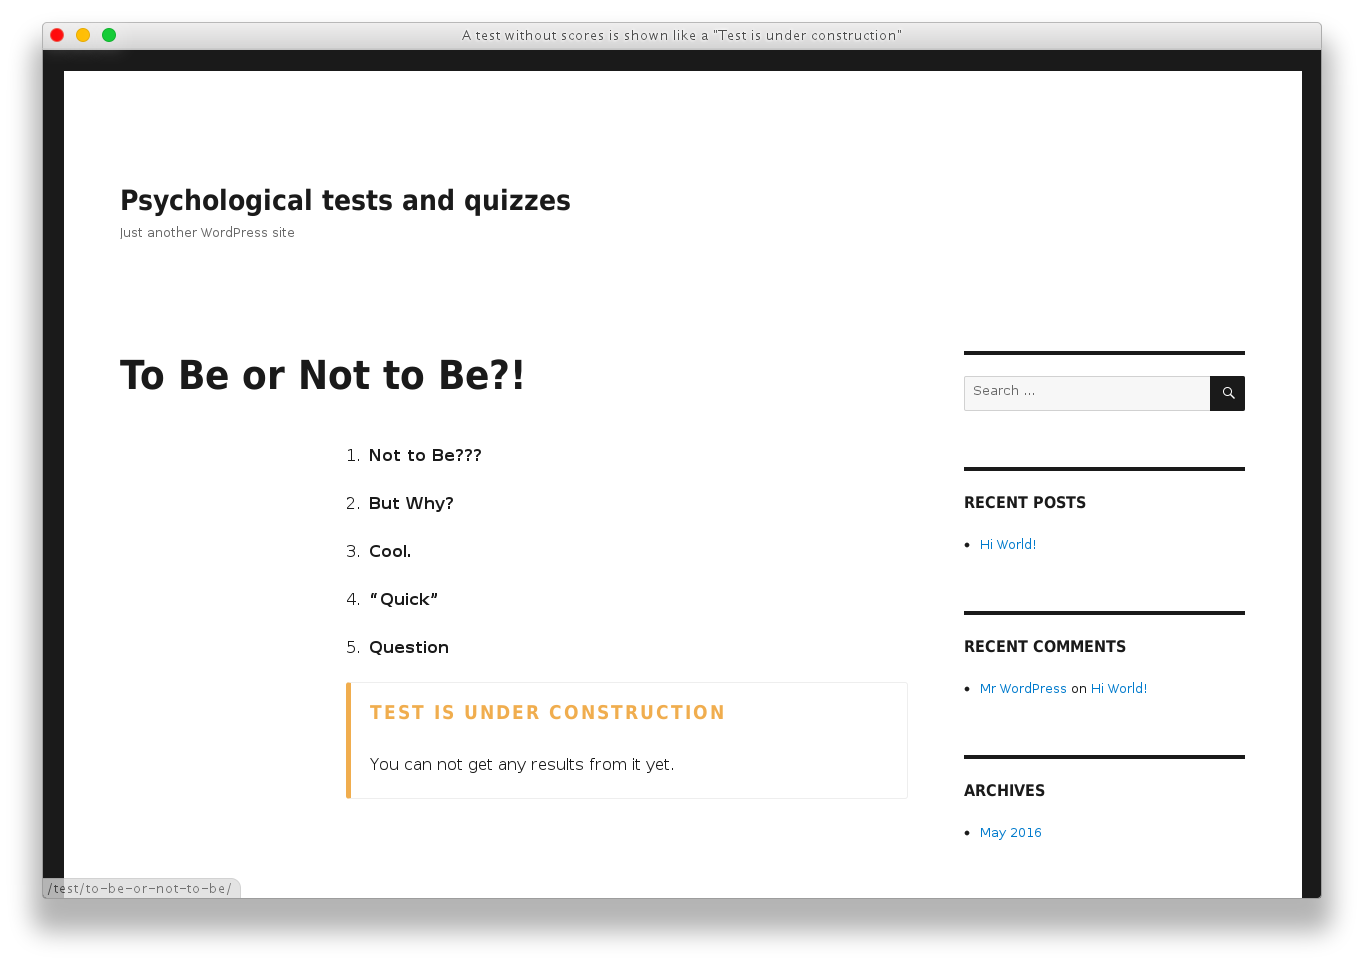 A test without scores is shown like a "Test is under construction"
Psychological tests and quizzes
Just another WordPress site
To Be or Not to Be?!
1. Not to Be???
2. But Why?
3. Cool.
4. “Quick”
5. Question
TEST IS UNDER CONSTRUCTION
You can not get any results from it yet.
Search ...
RECENT POSTS
• Hi World!
RECENT COMMENTS
• Mr WordPress on Hi World!
ARCHIVES
• May 2016
/test/to-be-or-not-to-be/